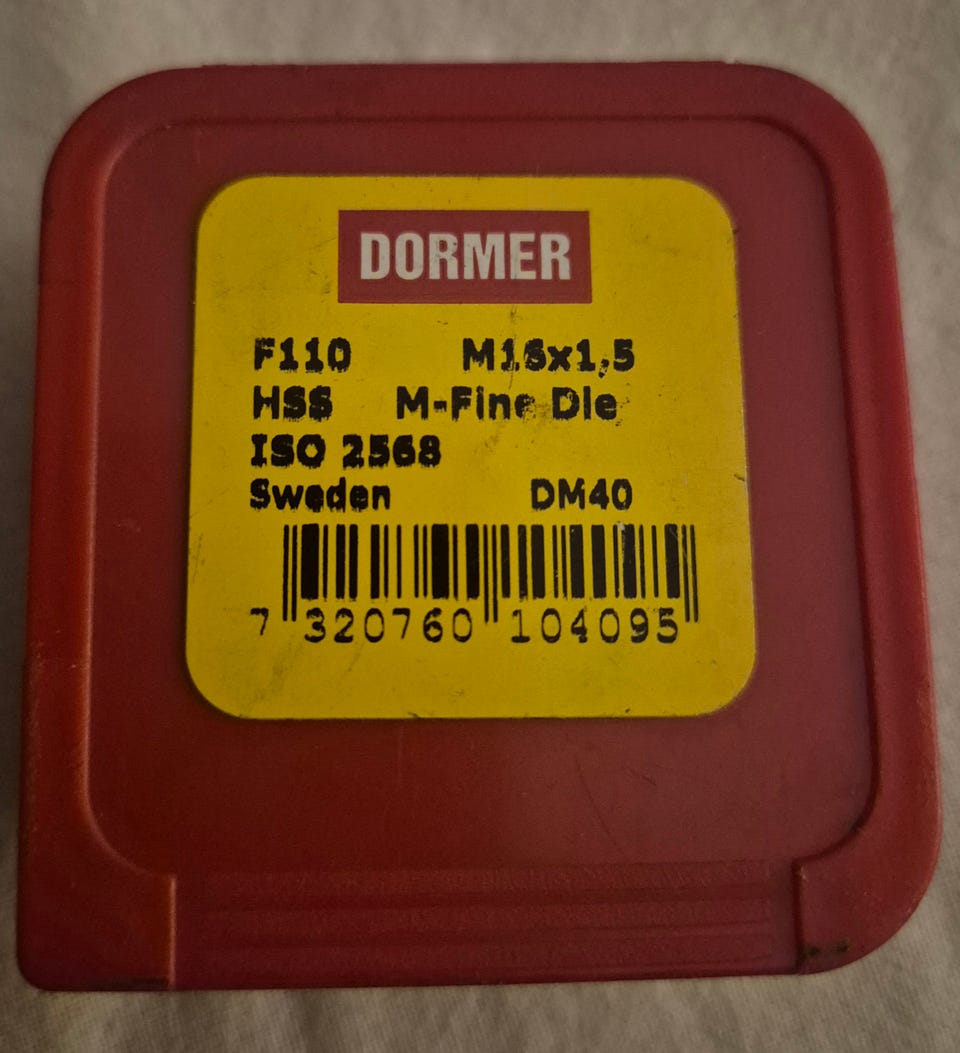 DORMER
F110 M16x1,5
HSS M-Fine Die
ISO 2568
Sweden DM40
7 320760 104095